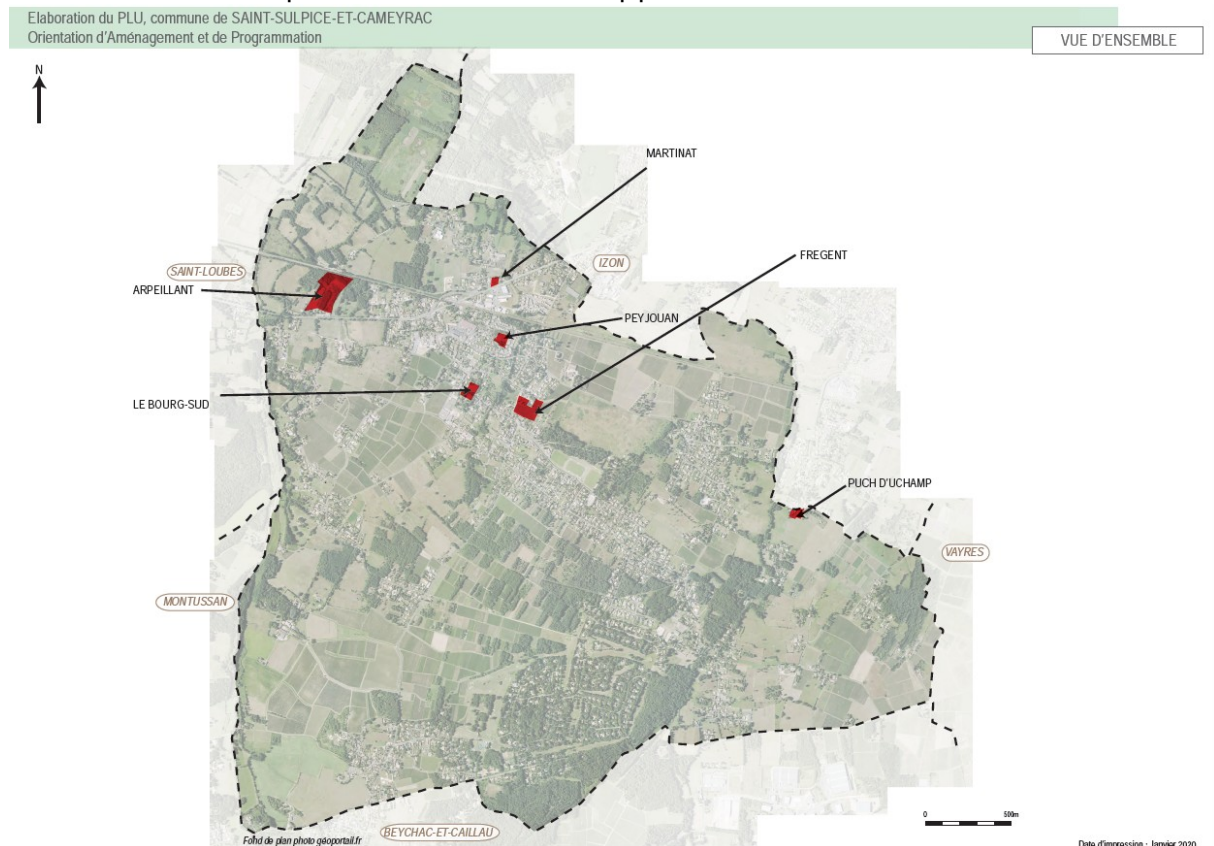 Elaboration du PLU, commune de SAINT-SULPICE-ET-CAMEYRAC
Orientation d'Aménagement et de Programmation
VUE D'ENSEMBLE
N
MARTINAT
FREGENT
IZON
SAINT-LOUBES
ARPEILLANT
PEYJOUAN
LE BOURG-SUD
PUCH D'UCHAMP
VAYRES
MONTUSSAN
0 500m
BEYCHAC-ET-CAILLAU
Fond de plan photo géoportail.fr
Date d'impression : Janvier 2020